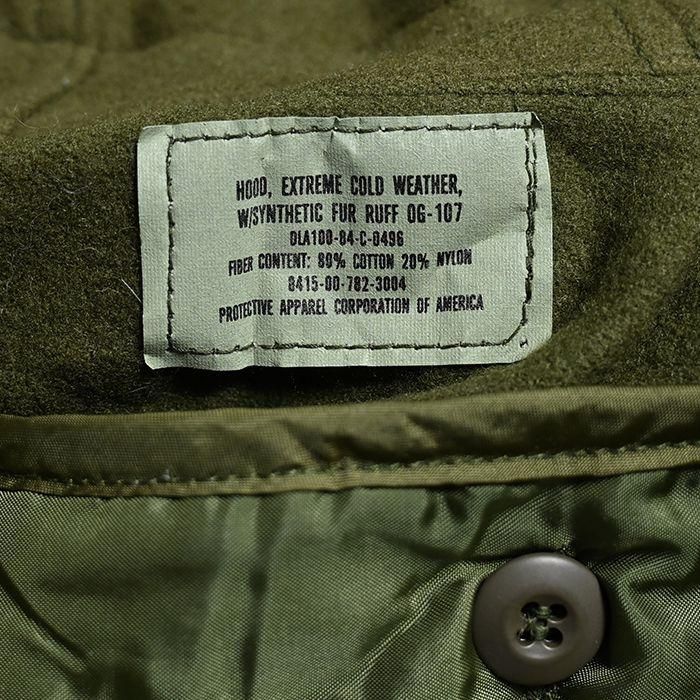 HOOD, EXTREME COLD WEATHER,
W/SYNTHETIC FUR RUFF OG-107
DLA100-84-C-0496
FIBER CONTENT: 80% COTTON 20% NYLON
8415-00-782-3004
PROTECTIVE APPAREL CORPORATION OF AMERICA